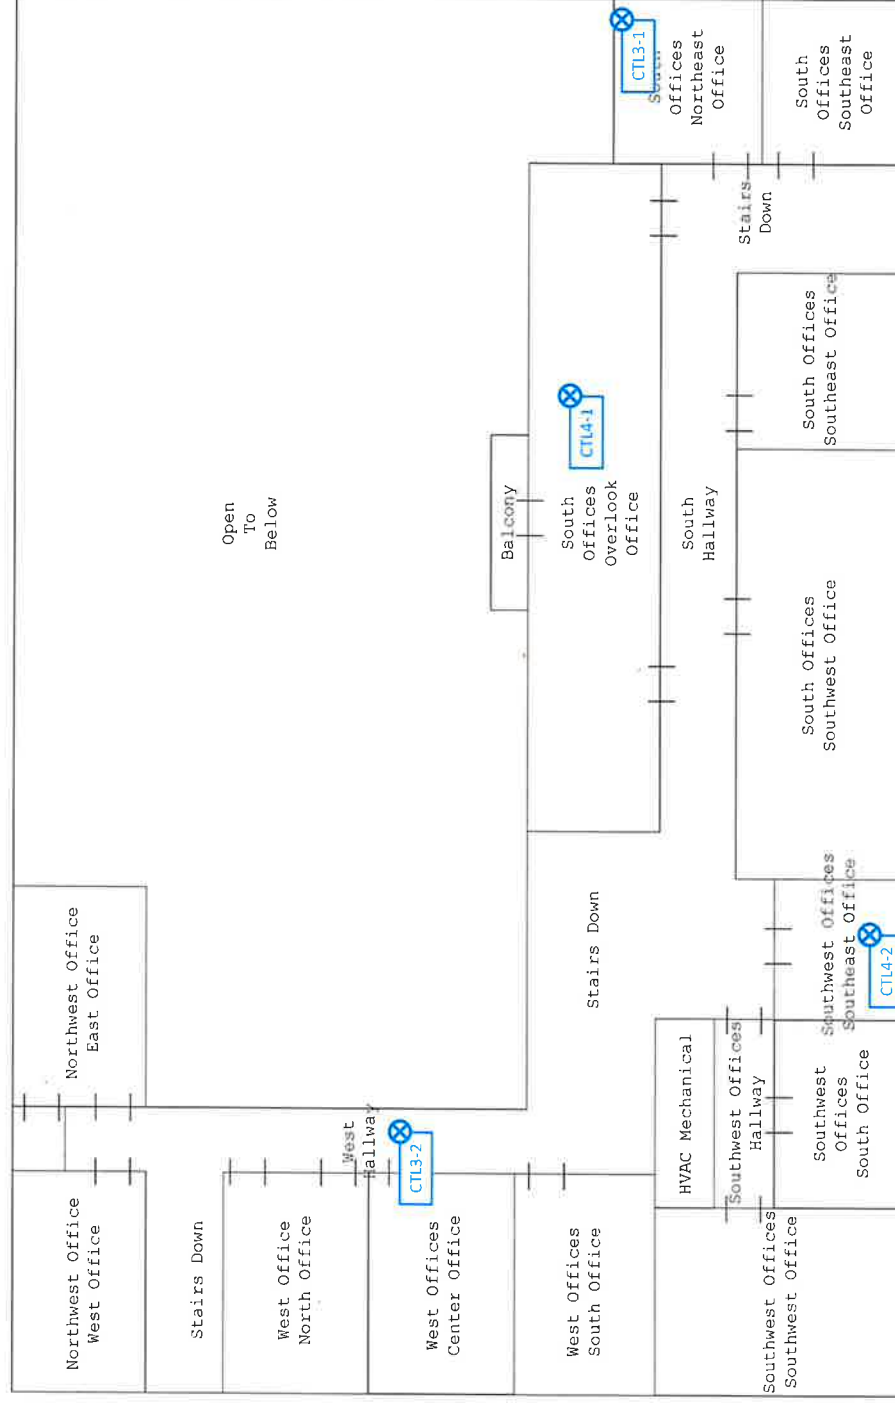 CTL3-1
South
Offices
Northeast
Office
South
Offices
Southeast
Office
Stairs
Down
South Offices
Southeast Office
CTL4-1
Balcony
South
Offices
Overlook
Office
South
Hallway
Open
To
Below
South Offices
Southwest Office
Stairs Down
Southwest Offices
Southeast Office
CTL4-2
Northwest Office
East Office
West
Hallway
CTL3-2
HVAC Mechanical
Southwest Offices
Hallway
Southwest
Offices
South Office
Northwest Office
West Office
Stairs Down
West Office
North Office
West Offices
Center Office
West Offices
South Office
Southwest Offices
Southwest Office